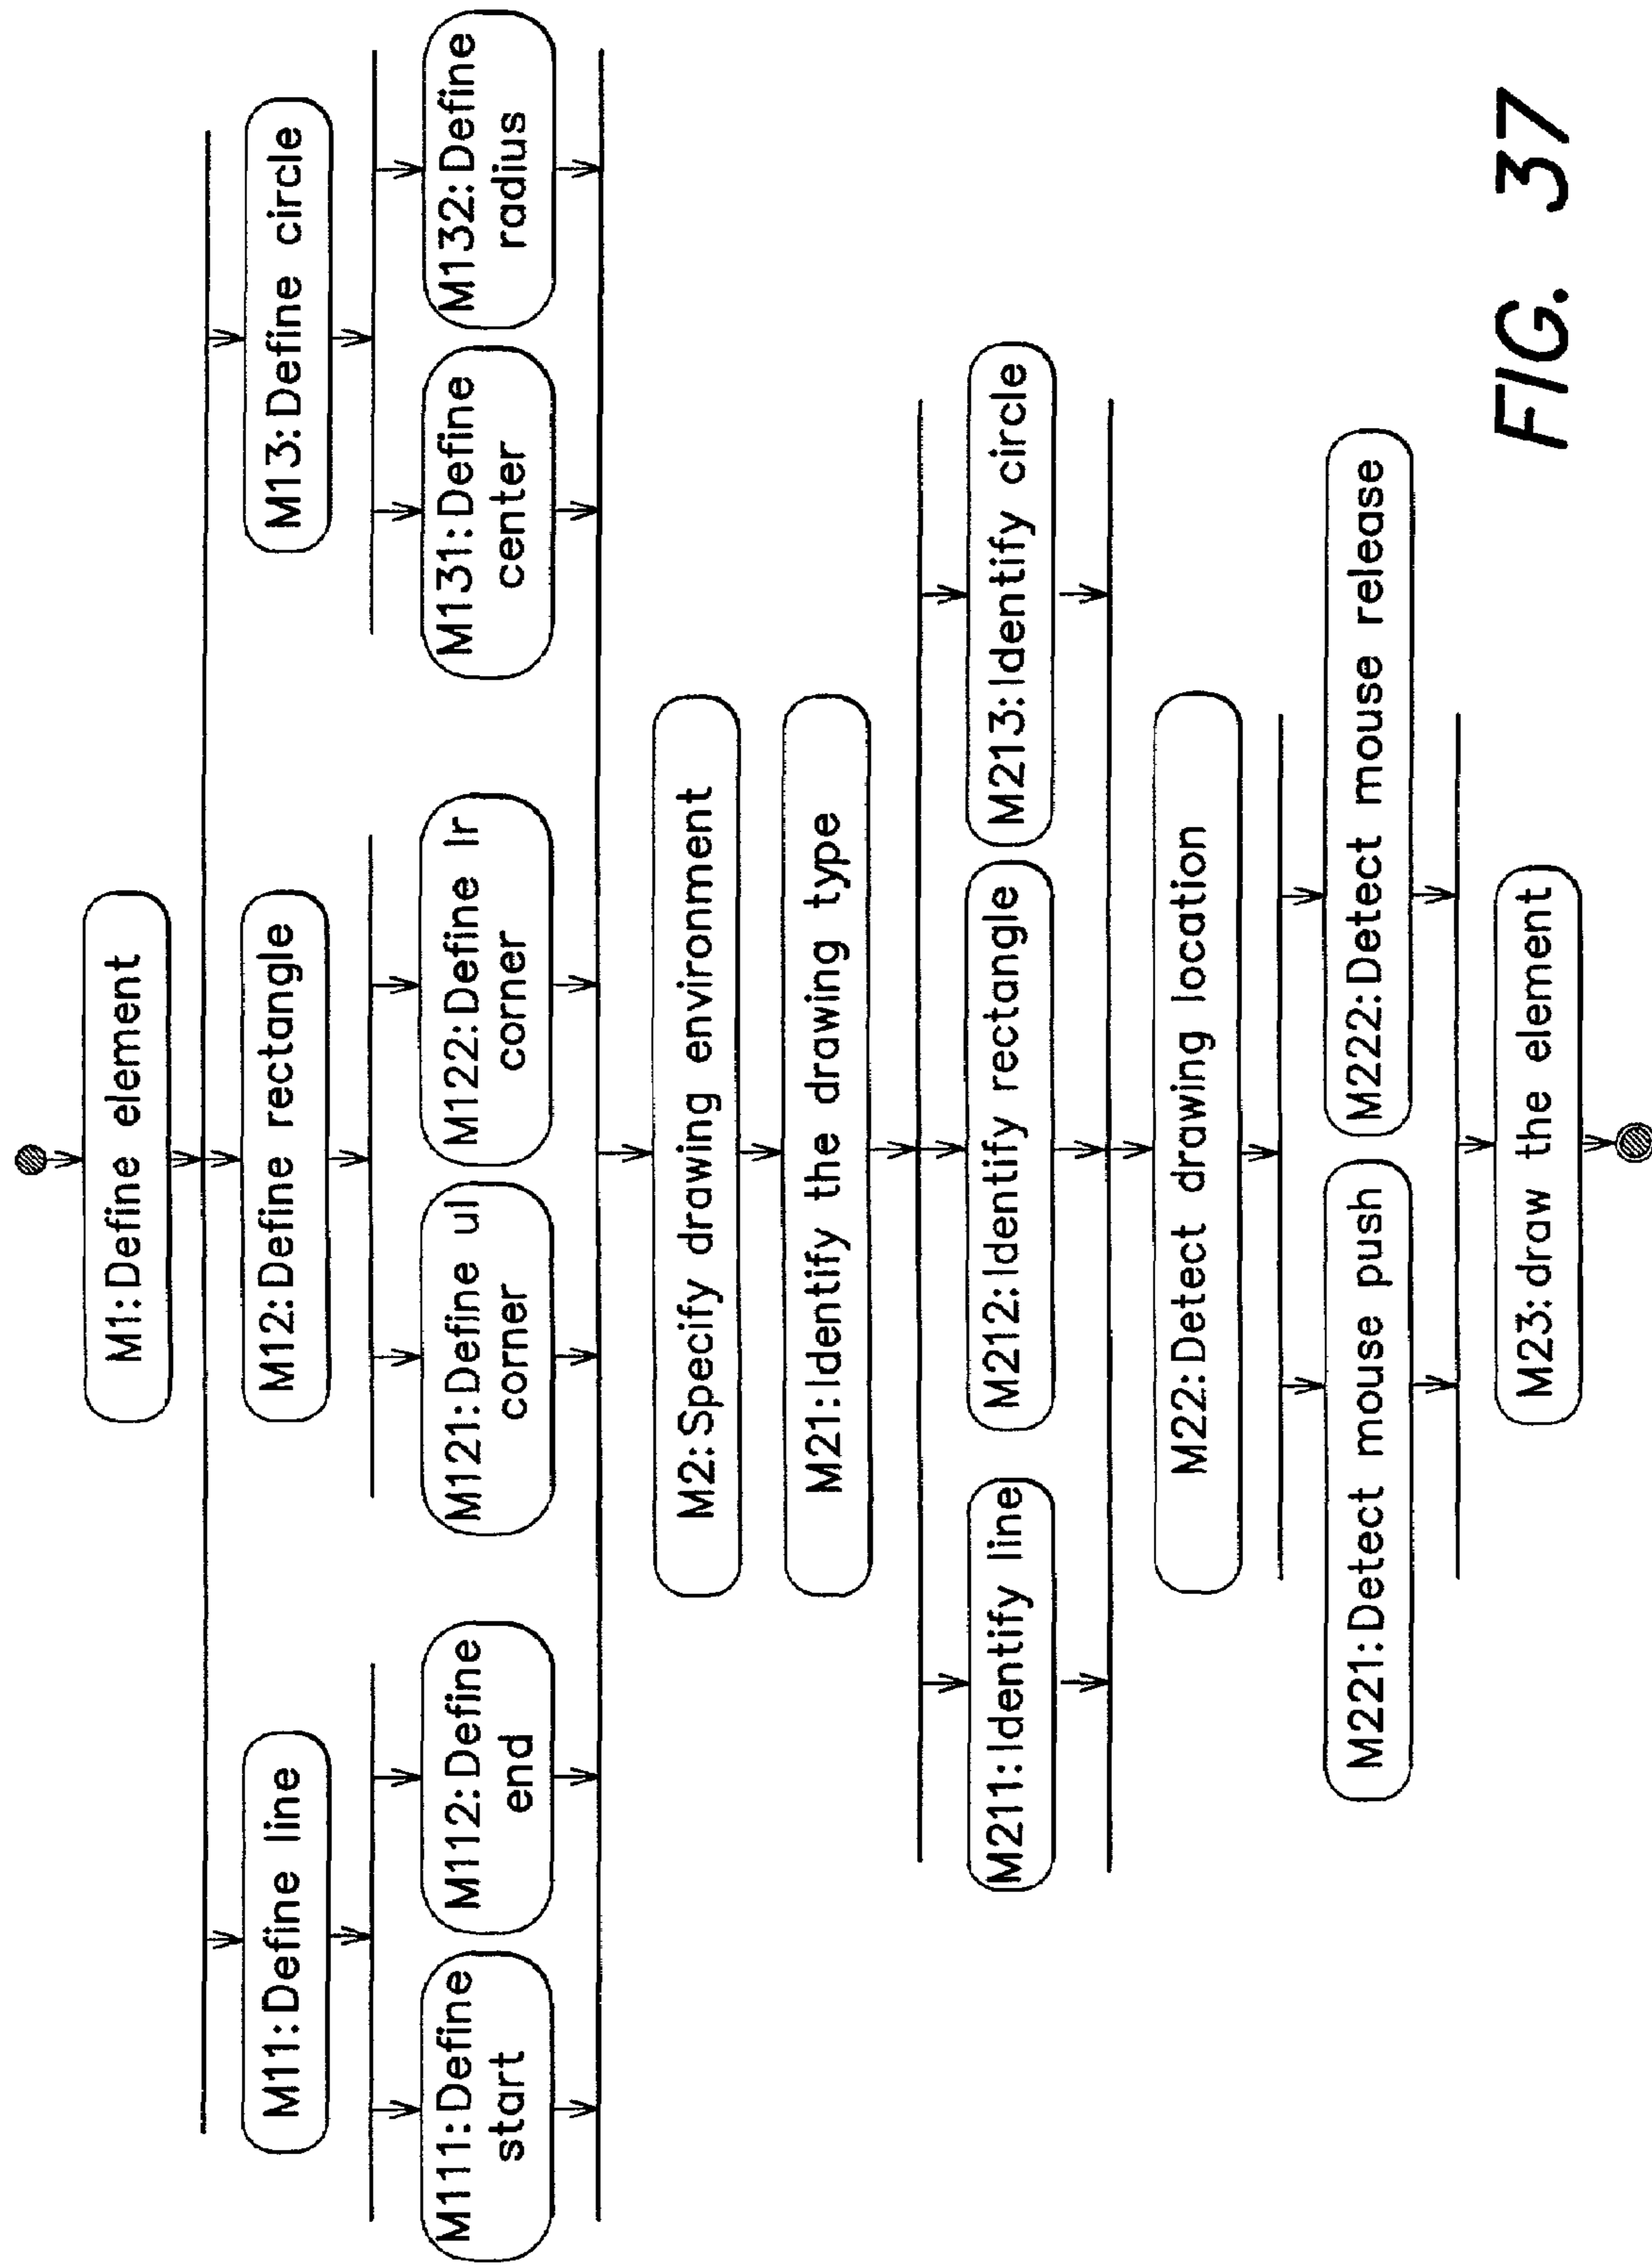 M1:Define element
M11:Define line
M12:Define rectangle
M13:Define circle
M111:Define
start
M112:Define
end
M121:Define ul
corner
M122:Define lr
corner
M131:Define
center
M132:Define
radius
M2:Specify drawing environment
M21:Identify the drawing type
M211:Identify line
M212:Identify rectangle
M213:Identify circle
M22:Detect drawing location
M221:Detect mouse push
M222:Detect mouse release
M23:draw the element
FIG. 37